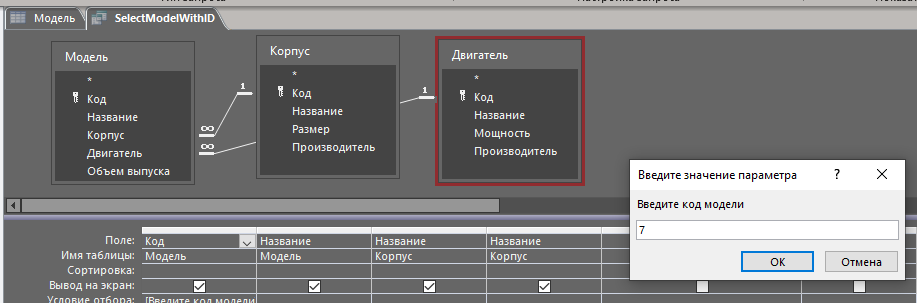 Модель
SelectModelWithID
Модель
*
Код
Название
Корпус
Двигатель
Объем выпуска
Корпус
*
Код
Название
Размер
Производитель
Двигатель
*
Код
Название
Мощность
Производитель
1
∞
∞
1
Введите значение параметра ?
Введите код модели
7
ОК
Отмена
Поле: Код Название Название Название
Имя таблицы: Модель Модель Корпус Корпус
Сортировка:
Вывод на экран:
Условие отбора: [Введите код модели